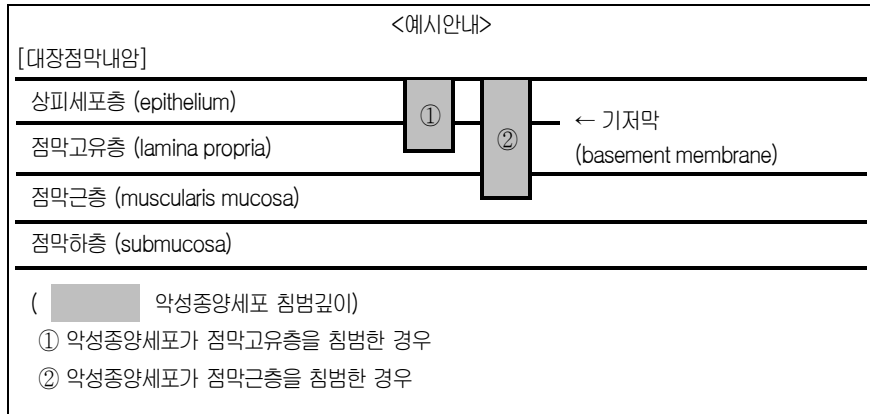 <예시안내>
[대장점막내암]
상피세포층 (epithelium)
①
② ← 기저막
점막고유층 (lamina propria)
(basement membrane)
점막근층 (muscularis mucosa)
점막하층 (submucosa)
( 악성종양세포 침범깊이)
① 악성종양세포가 점막고유층을 침범한 경우
② 악성종양세포가 점막근층을 침범한 경우